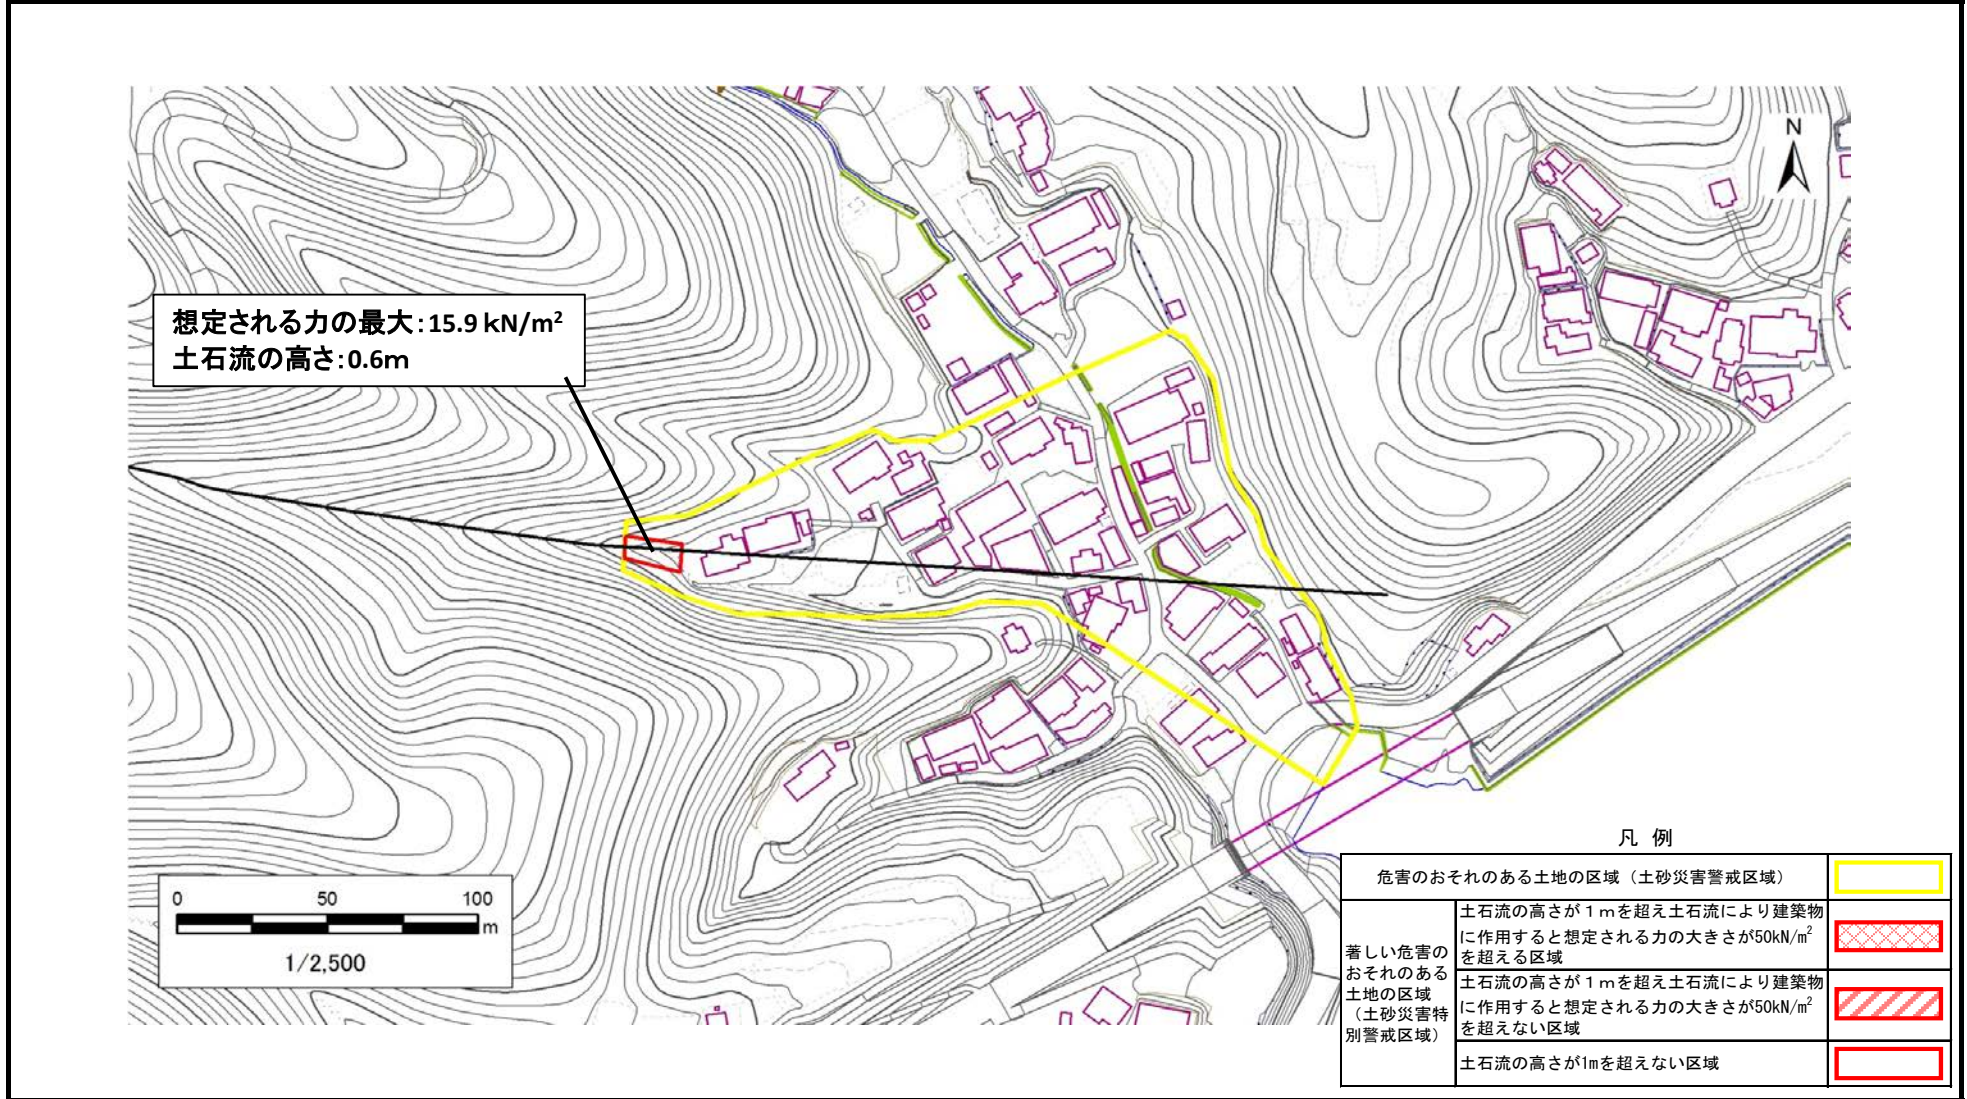 N
想定される力の最大：15.9 kN/m²
土石流の高さ：0.6m
0 50 100
m
1/2,500
凡 例
危害のおそれのある土地の区域（土砂災害警戒区域）
著しい危害の
おそれのある
土地の区域
（土砂災害特
別警戒区域）
土石流の高さが１ｍを超え土石流により建築物
に作用すると想定される力の大きさが50kN/m²
を超える区域
土石流の高さが１ｍを超え土石流により建築物
に作用すると想定される力の大きさが50kN/m²
を超えない区域
土石流の高さが1mを超えない区域